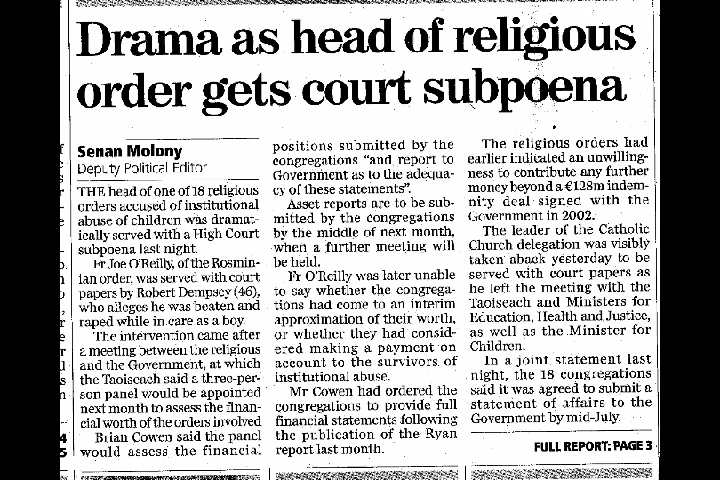 Drama as head of religious
order gets court subpoena
Senan Molony
Deputy Political Editor
THE head of one of 18 religious
orders accused of institutional
abuse of children was dramat-
ically served with a High Court
subpoena last night.
Fr Joe O'Reilly, of the Rosmin-
ian order, was served with court
papers by Robert Dempsey (46),
who alleges he was beaten and
raped while in care as a boy.
The intervention came after
a meeting between the religious
and the Government, at which
the Taoiseach said a three-per-
son panel would be appointed
next month to assess the finan-
cial worth of the orders involved
Brian Cowen said the panel
would assess the financial
positions submitted by the
congregations "and report to
Government as to the adequa-
cy of these statements".
Asset reports are to be sub-
mitted by the congregations
by the middle of next month,
when a further meeting will
be held.
Fr O'Reilly was later unable
to say whether the congrega-
tions had come to an interim
approximation of their worth,
or whether they had consid-
ered making a payment on
account to the survivors of
institutional abuse.
Mr Cowen had ordered the
congregations to provide full
financial statements following
the publication of the Ryan
report last month.
The religious orders had
earlier indicated an unwilling-
ness to contribute any further
money beyond a €128m indem-
nity deal signed with the
Government in 2002.
The leader of the Catholic
Church delegation was visibly
taken aback yesterday to be
served with court papers as
he left the meeting with the
Taoiseach and Ministers for
Education, Health and Justice,
as well as the Minister for
Children.
In a joint statement last
night, the 18 congregations
said it was agreed to submit a
statement of affairs to the
Government by mid-July.
FULL REPORT: PAGE 3